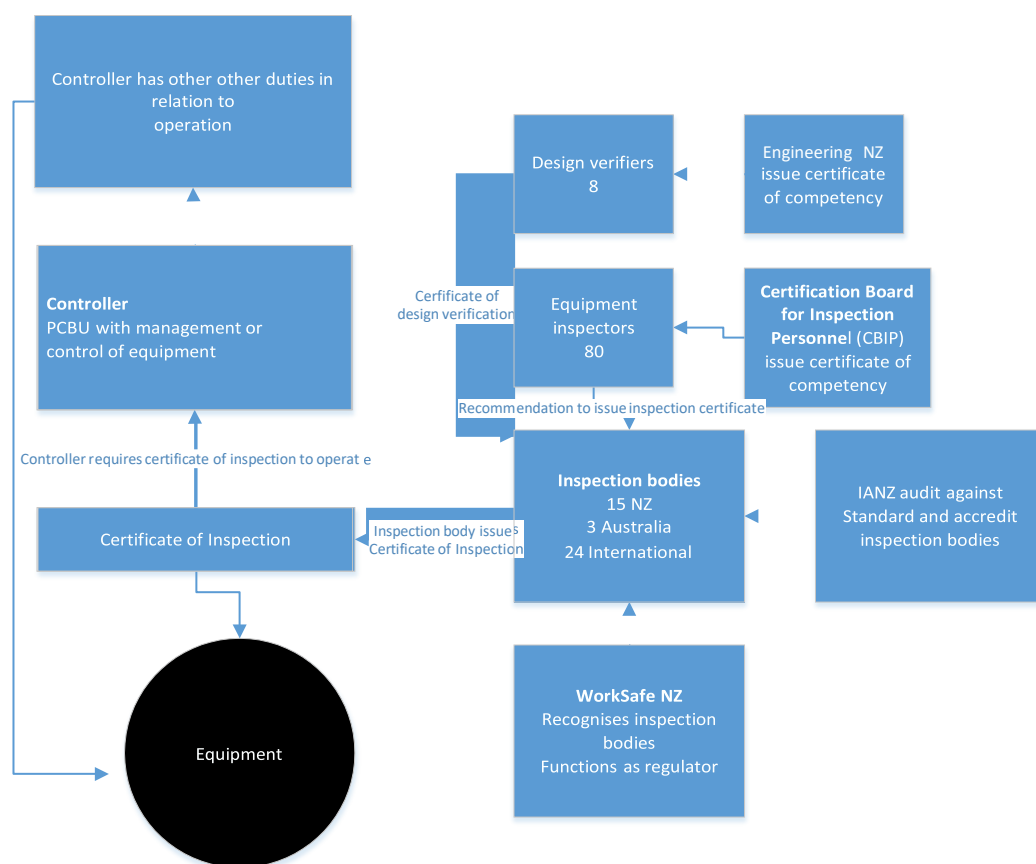 Controller has other other duties in
relation to
operation
Design verifiers
8
Engineering NZ
issue certificate
of competency
Controller
PCBU with management or
control of equipment
Cerfificate of
design verification
Equipment
inspectors
80
Certification Board
for Inspection
Personnel (CBIP)
issue certificate of
competency
Recommendation to issue inspection certificate
Controller requires certificate of inspection to operat e
Inspection bodies
15 NZ
3 Australia
24 International
IANZ audit against
Standard and accredit
inspection bodies
Certificate of Inspection
Inspection body issues
Certificate of Inspection
Equipment
WorkSafe NZ
Recognises inspection
bodies
Functions as regulator